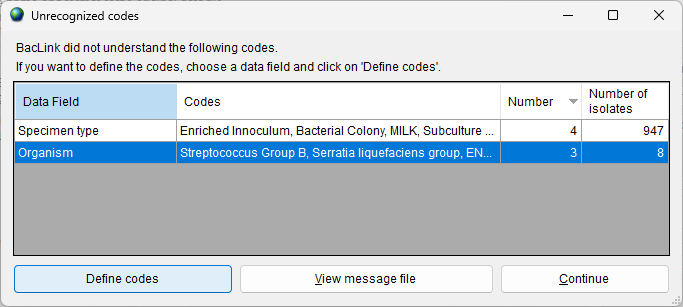 Unrecognized codes
BacLink did not understand the following codes.
If you want to define the codes, choose a data field and click on 'Define codes'.
Data Field Codes Number Number of isolates
Specimen type Enriched Innoculum, Bacterial Colony, MILK, Subculture ... 4 947
Organism Streptococcus Group B, Serratia liquefaciens group, EN... 3 8
Define codes View message file Continue